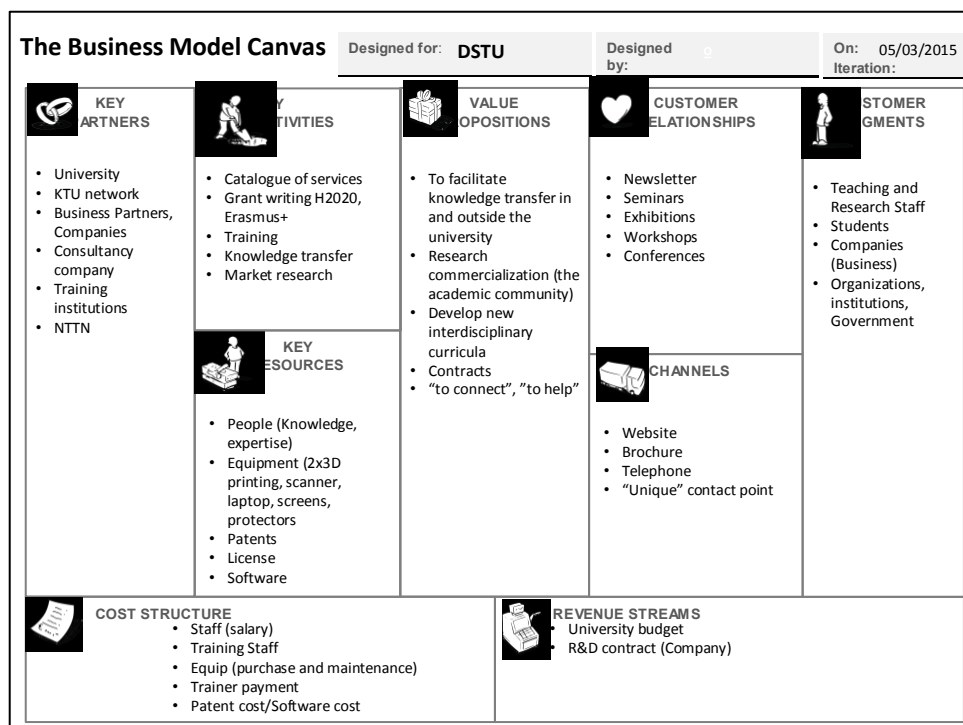 The Business Model Canvas
Designed for: DSTU
Designed
by:
On: 05/03/2015
Iteration:
KEY
ARTNERS
• University
• KTU network
• Business Partners,
Companies
• Consultancy
company
• Training
institutions
• NTTN
Y
TIVITIES
• Catalogue of services
• Grant writing H2020,
Erasmus+
• Training
• Knowledge transfer
• Market research
KEY
ESOURCES
• People (Knowledge,
expertise)
• Equipment (2x3D
printing, scanner,
laptop, screens,
protectors
• Patents
• License
• Software
VALUE
OPOSITIONS
• To facilitate
knowledge transfer in
and outside the
university
• Research
commercialization (the
academic community)
• Develop new
interdisciplinary
curricula
• Contracts
• “to connect”, ”to help”
CUSTOMER
ELATIONSHIPS
• Newsletter
• Seminars
• Exhibitions
• Workshops
• Conferences
CHANNELS
• Website
• Brochure
• Telephone
• “Unique” contact point
STOMER
GMENTS
• Teaching and
Research Staff
• Students
• Companies
(Business)
• Organizations,
institutions,
Government
COST STRUCTURE
• Staff (salary)
• Training Staff
• Equip (purchase and maintenance)
• Trainer payment
• Patent cost/Software cost
REVENUE STREAMS
• University budget
• R&D contract (Company)